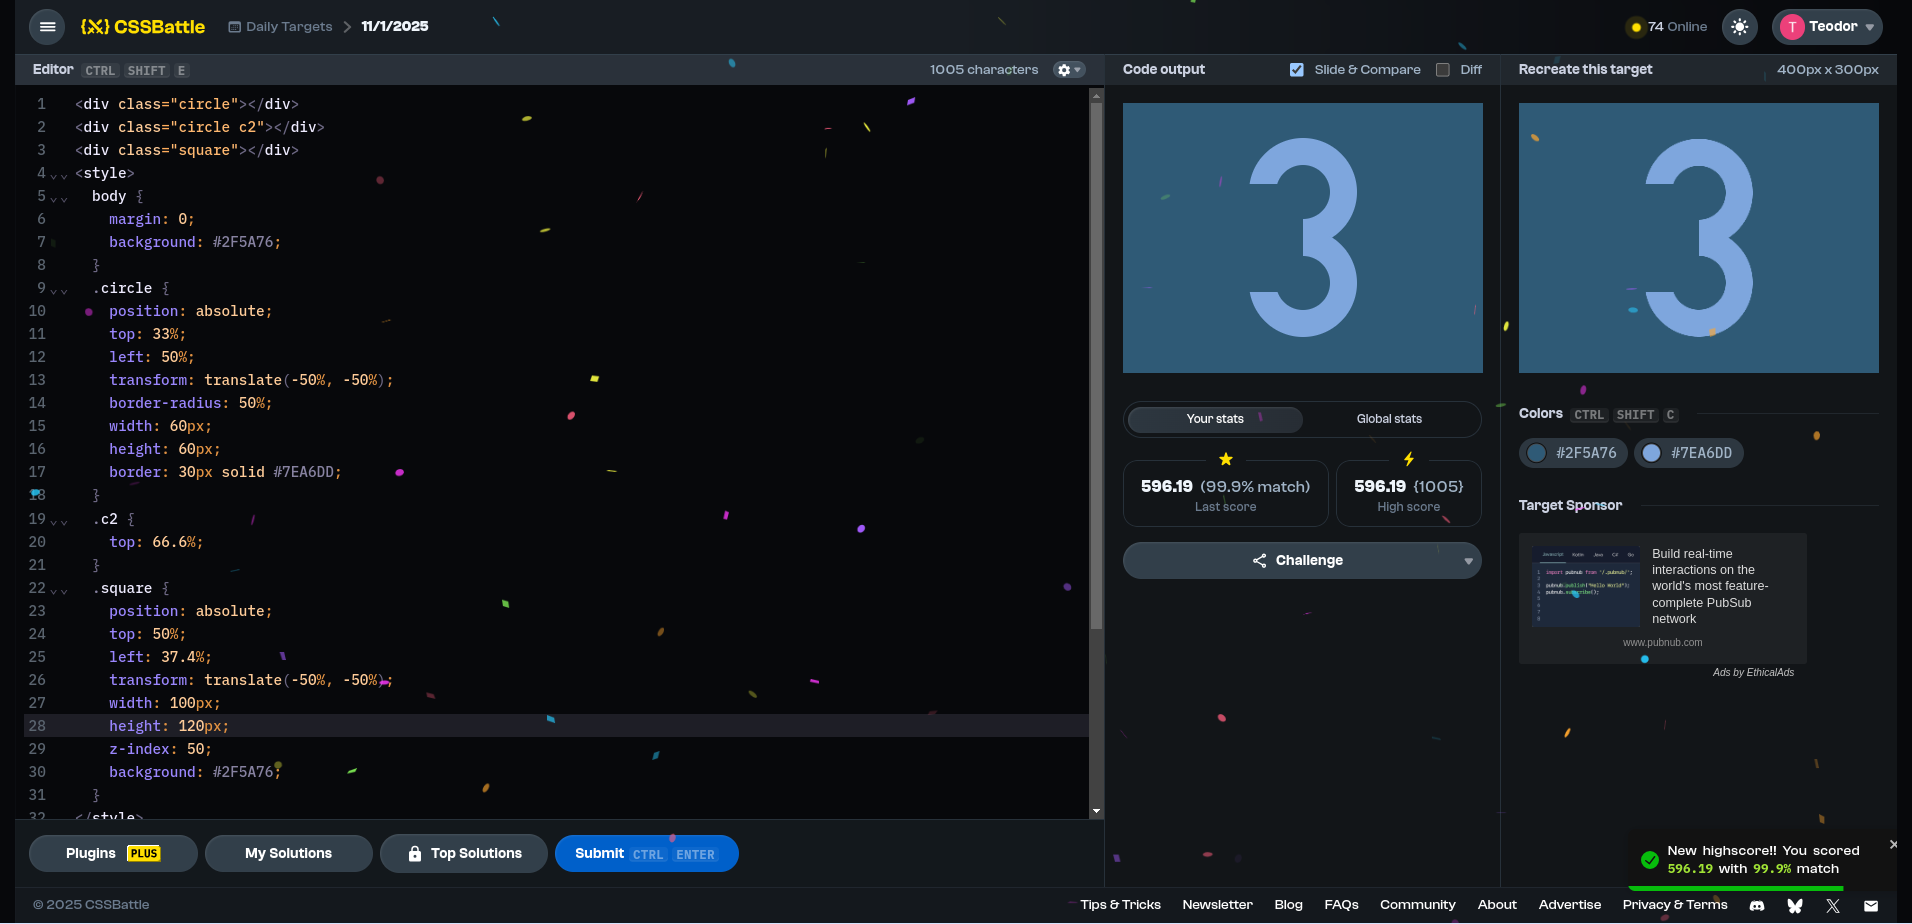 CSSBattle
Daily Targets
11/1/2025
74 Online
T
Teodor
Editor CTRL SHIFT E
1005 characters
1 <div class="circle"></div>
2 <div class="circle c2"></div>
3 <div class="square"></div>
4 <style>
5 body {
6 margin: 0;
7 background: #2F5A76;
8 }
9 .circle {
10 position: absolute;
11 top: 33%;
12 left: 50%;
13 transform: translate(-50%, -50%);
14 border-radius: 50%;
15 width: 60px;
16 height: 60px;
17 border: 30px solid #7EA6DD;
18 }
19 .c2 {
20 top: 66.6%;
21 }
22 .square {
23 position: absolute;
24 top: 50%;
25 left: 37.4%;
26 transform: translate(-50%, -50%);
27 width: 100px;
28 height: 120px;
29 z-index: 50;
30 background: #2F5A76;
31 }
32 </style>
Plugins PLUS
My Solutions
Top Solutions
Submit CTRL ENTER
Code output
Slide & Compare
Diff
3
Your stats
Global stats
596.19 (99.9% match)
Last score
596.19 {1005}
High score
Challenge
Recreate this target
400px x 300px
3
Colors CTRL SHIFT C
#2F5A76
#7EA6DD
Target Sponsor
Build real-time
interactions on the
world's most feature-
complete PubSub
network
www.pubnub.com
Ads by EthicalAds
New highscore!! You scored
596.19 with 99.9% match
© 2025 CSSBattle
Tips & Tricks
Newsletter
Blog
FAQs
Community
About
Advertise
Privacy & Terms